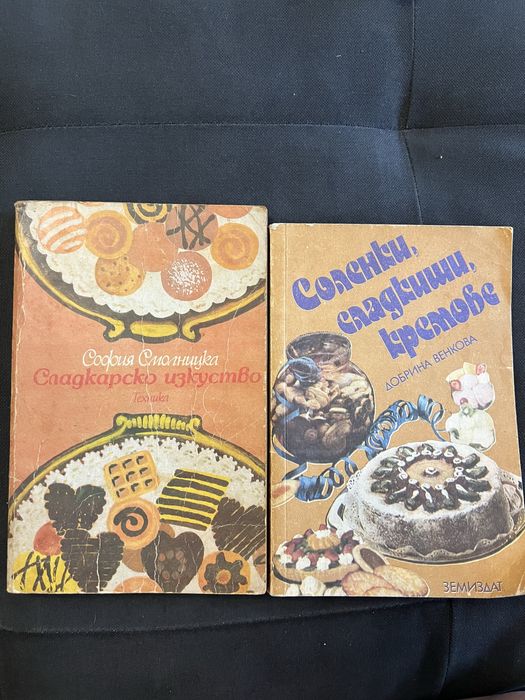 София Смолницка
Сладкарско изкуство
Техника
Соленки,
сладкиши,
кремове
ДОБРИНА ВЕНКОВА
ЗЕМИЗДАТ